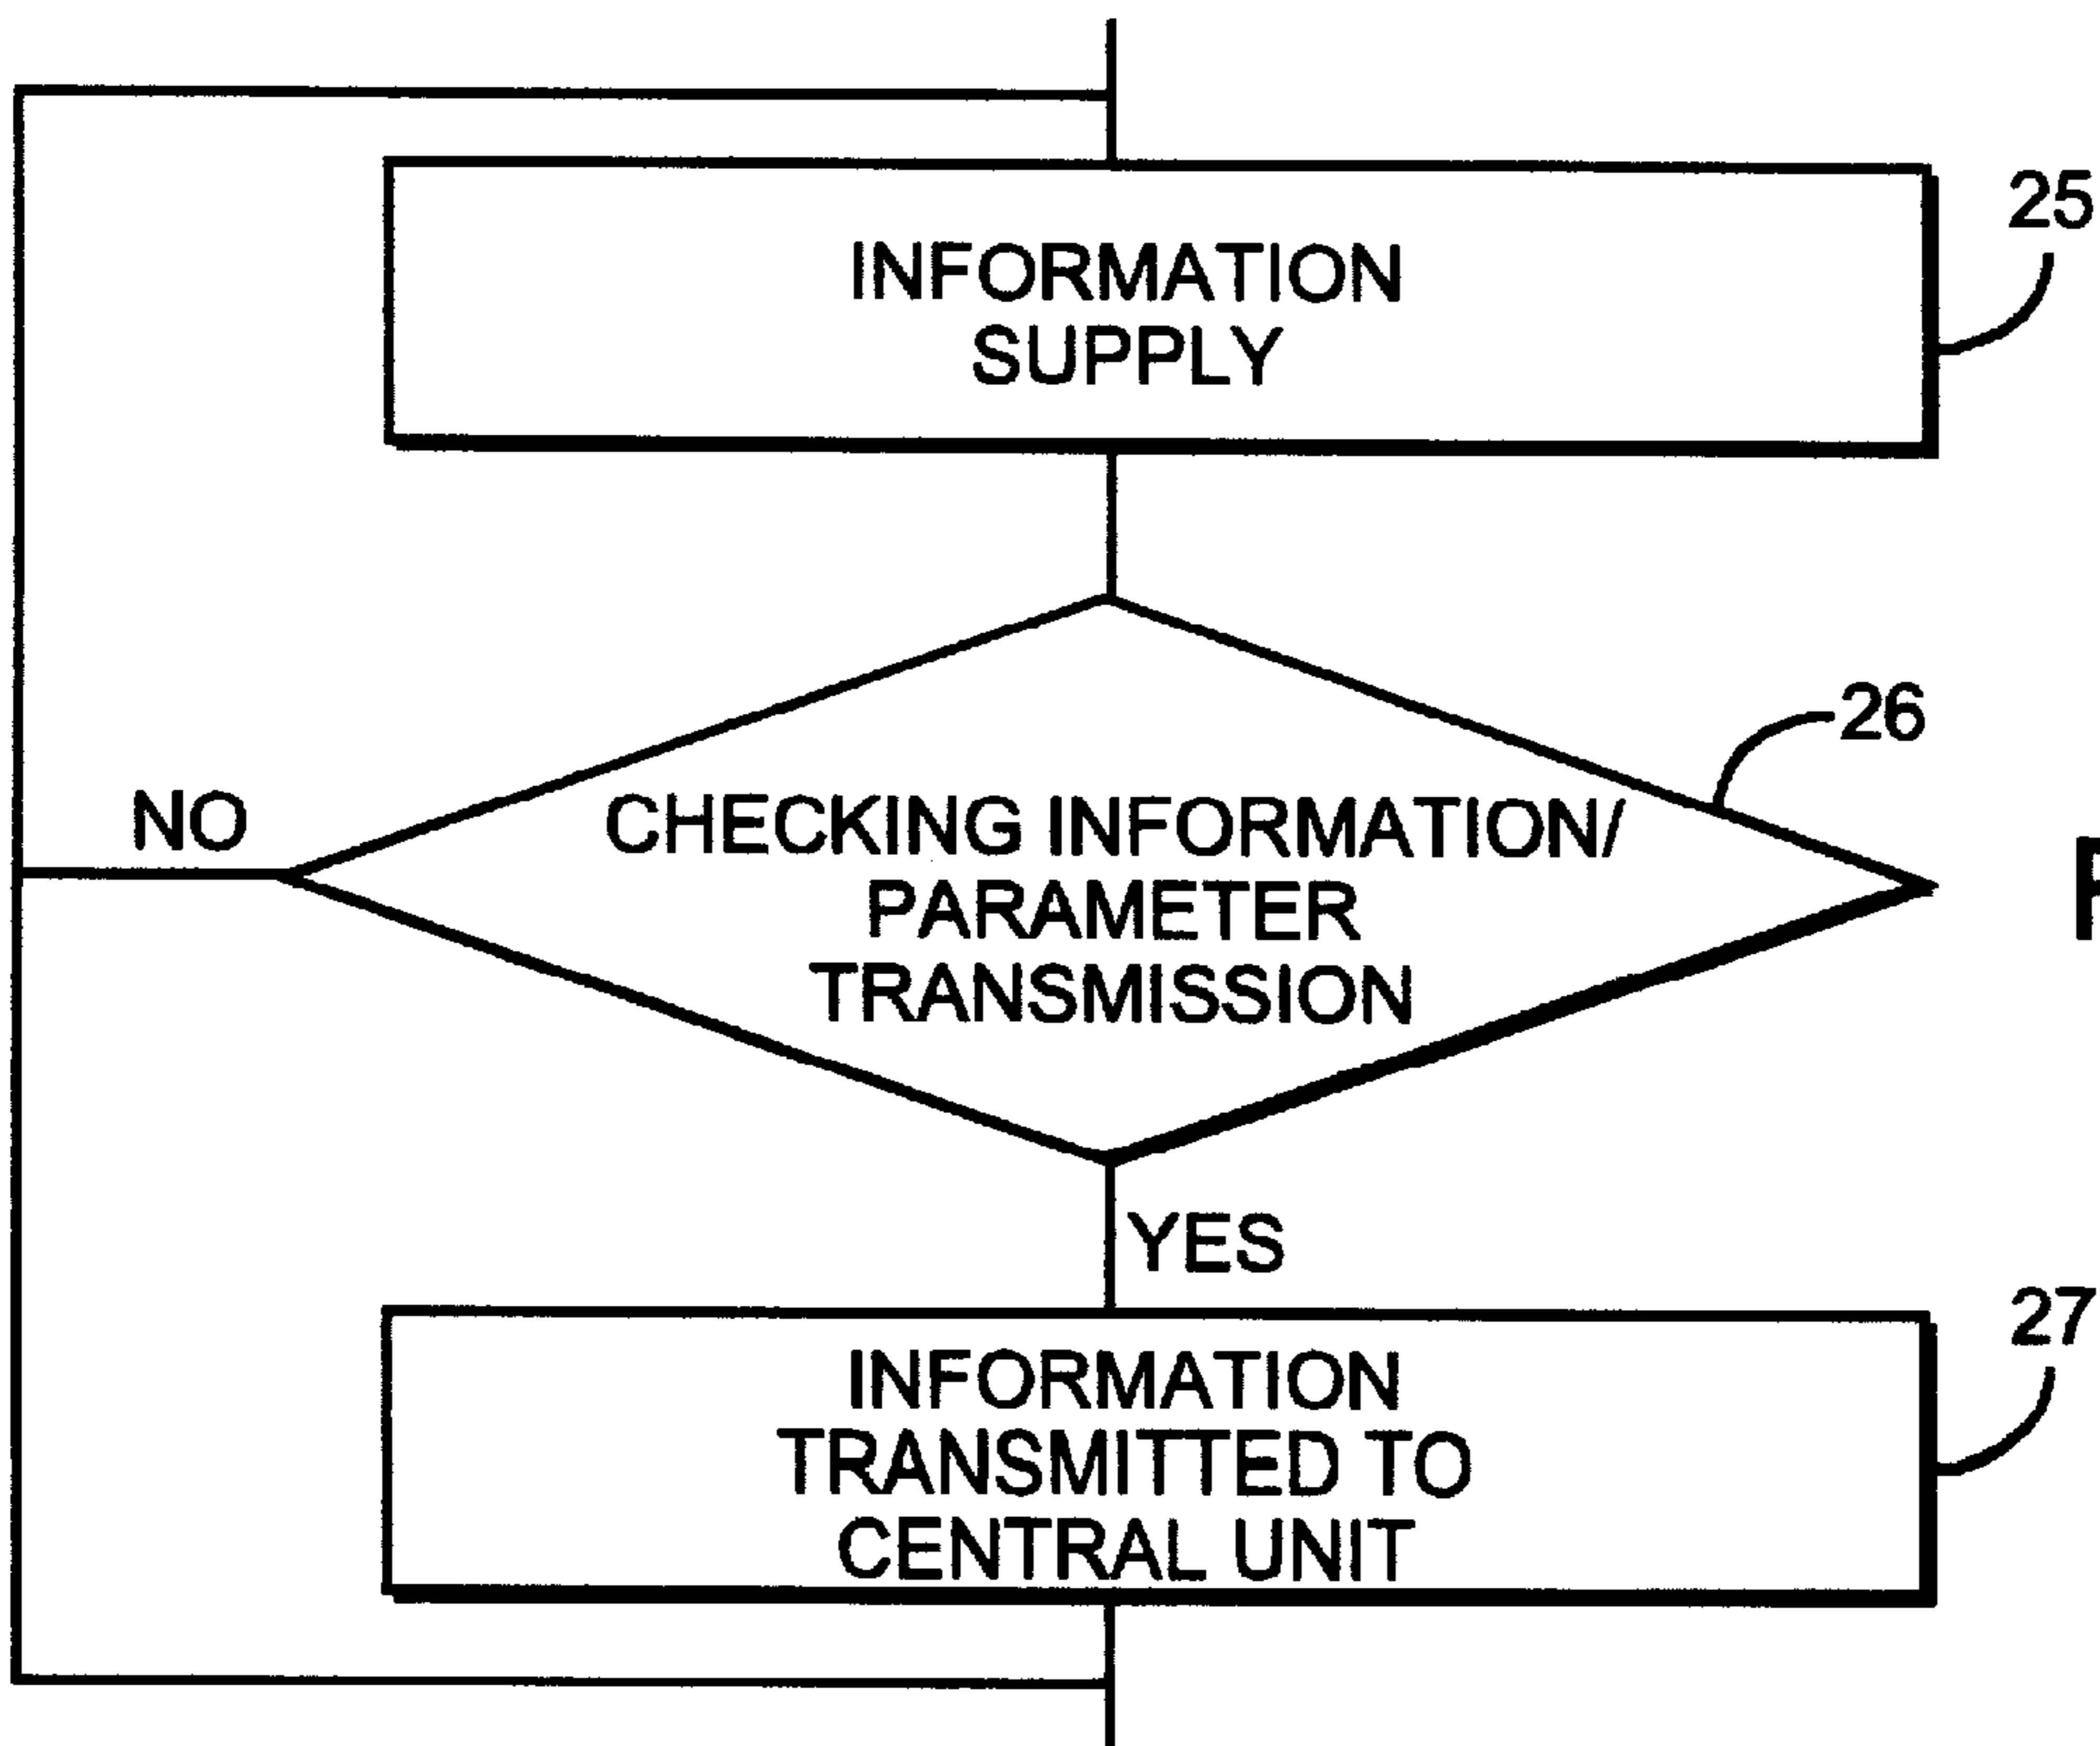 INFORMATION
SUPPLY
25
26
NO
CHECKING INFORMATION/
PARAMETER
TRANSMISSION
YES
27
INFORMATION
TRANSMITTED TO
CENTRAL UNIT